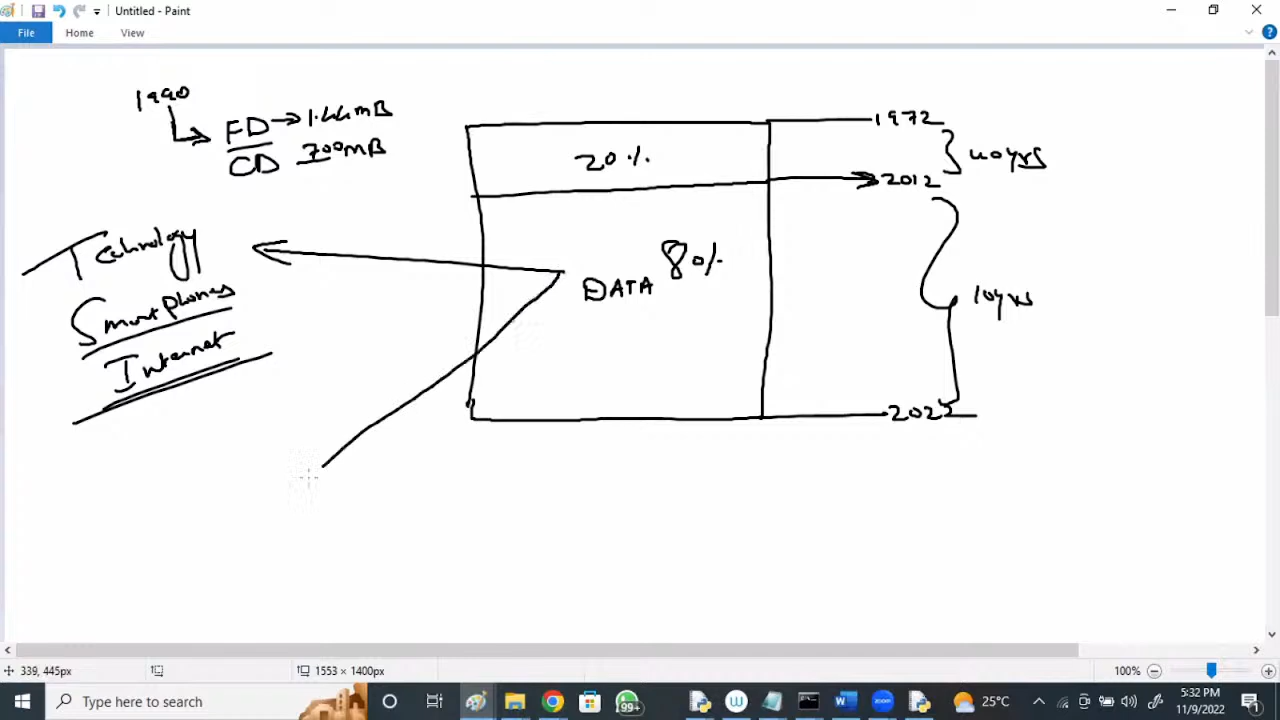 Untitled - Paint
File
Home
View
1990
FD → 1.44mB
CD 700mB
20%
1972
40yrs
2012
Technology
Smartphones
Internet
DATA 80%
10yrs
2022
339, 445px
1553 × 1400px
100%
Type here to search
99+
25°C
5:32 PM
11/9/2022
1